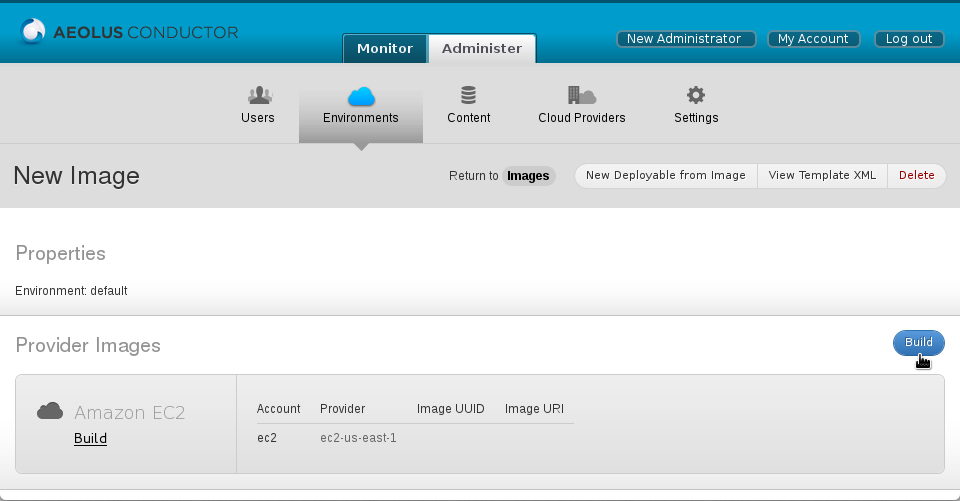 AEOLUS CONDUCTOR
Monitor
Administer
New Administrator
My Account
Log out
Users
Environments
Content
Cloud Providers
Settings
New Image
Return to Images
New Deployable from Image
View Template XML
Delete
Properties
Environment: default
Provider Images
Build
Amazon EC2
Build
Account Provider Image UUID Image URI
ec2 ec2-us-east-1